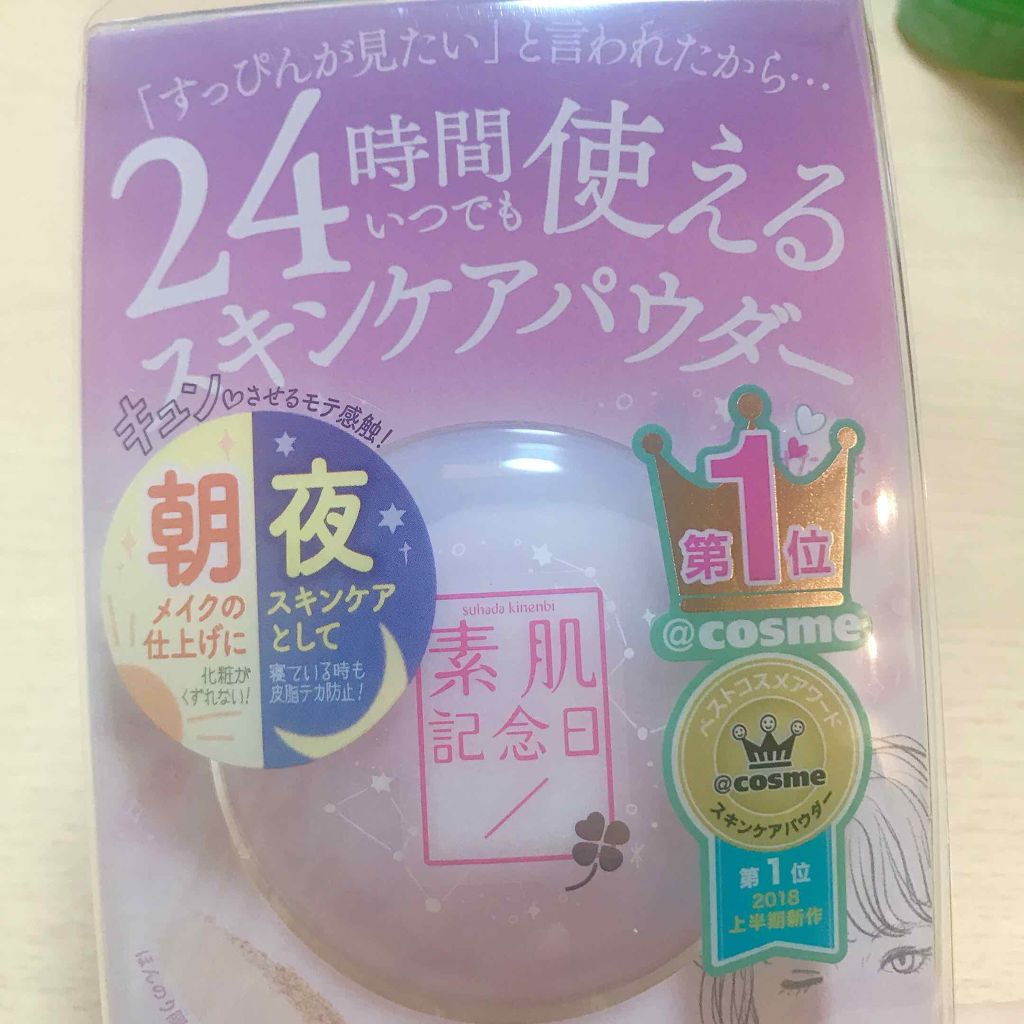 「すっぴんが見たい」と言われたから…
24時間いつでも使える
スキンケアパウダー
キュン♡させるモテ感触!
朝
メイクの
仕上げに
化粧が
くずれない!
夜
スキンケア
として
寝ている時も
皮脂テカ防止!
suhada kinenbi
素肌
記念日
第1位
@cosme
ベストコスメアワード
@cosme
スキンケアパウダー
第1位
2018
上半期新作
ほんのり